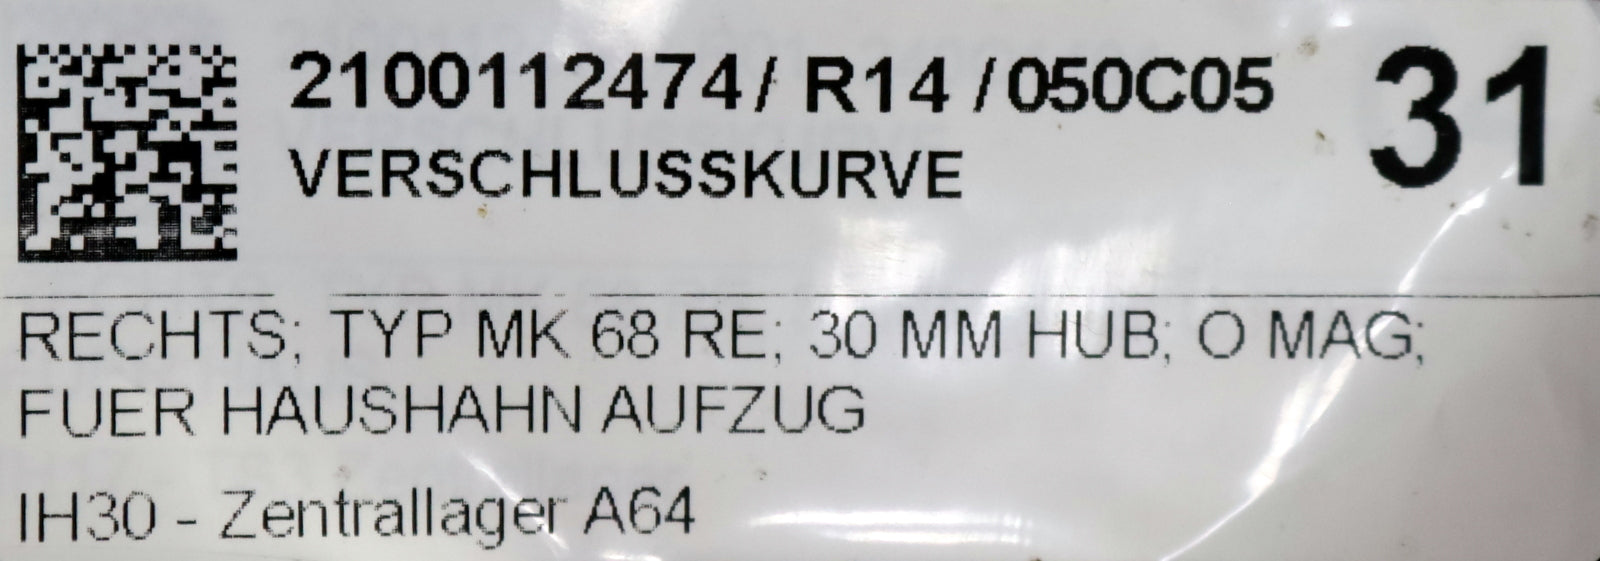 2100112474/ R14 /050C05 31
VERSCHLUSSKURVE
RECHTS; TYP MK 68 RE; 30 MM HUB; O MAG;
FUER HAUSHAHN AUFZUG
IH30 - Zentrallager A64